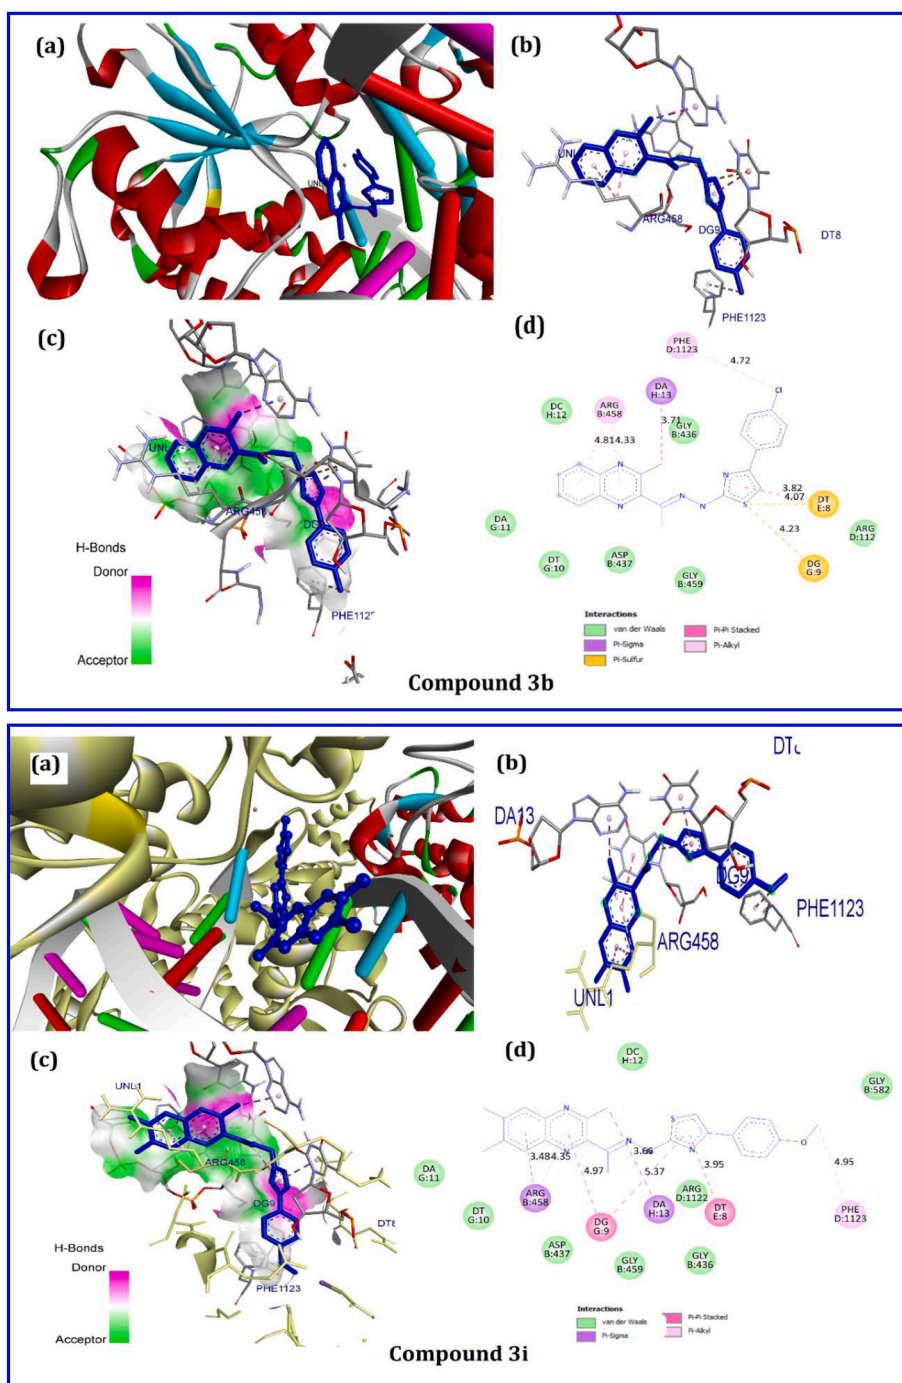 (a)
UNL
(b)
UNL
ARG458
DG9
DT8
PHE1123
(c)
UNL
ARG458
DG
PHE112
H-Bonds
Donor
Acceptor
(d)
PHE
D:1123
4.72
Cl
DA
H:13
DC
H:12
ARG
B:458
3.71
GLY
B:436
4.814.33
N
N
N
N
N
S
3.82
4.07
DT
E:8
4.23
ARG
D:112
DG
G:9
DA
G:11
DT
G:10
ASP
B:437
GLY
B:459
Interactions
van der Waals
Pi-Sigma
Pi-Sulfur
Pi-Pi Stacked
Pi-Alkyl
Compound 3b
(a)
(b)
DA13
DG9
PHE1123
ARG458
UNL1
(c)
UNL1
ARG458
DG9
DT8
PHE1123
H-Bonds
Donor
Acceptor
(d)
DC
H:12
GLY
B:582
N
N
N
S
N
O
3.484.35
4.97
3.66
5.37
3.95
4.95
DA
G:11
DT
G:10
ARG
B:458
DG
G:9
DA
H:13
ARG
D:1122
DT
E:8
PHE
D:1123
ASP
B:437
GLY
B:459
GLY
B:436
Interactions
van der Waals
Pi-Sigma
Pi-Pi Stacked
Pi-Alkyl
Compound 3i